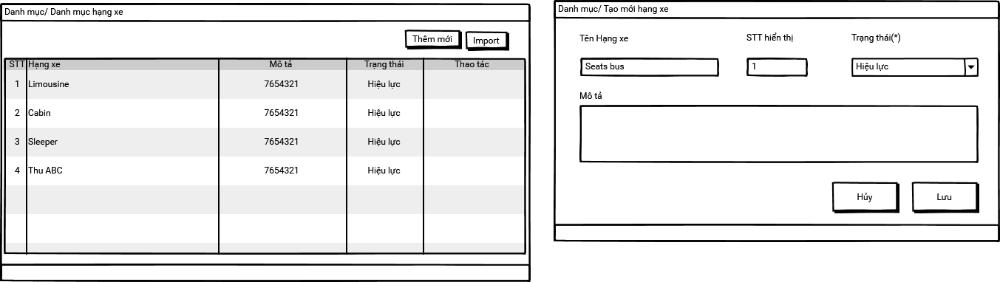 Danh mục/ Danh mục hạng xe
Thêm mới Import
STT Hạng xe Mô tả Trạng thái Thao tác
1 Limousine 7654321 Hiệu lực
2 Cabin 7654321 Hiệu lực
3 Sleeper 7654321 Hiệu lực
4 Thu ABC 7654321 Hiệu lực
Danh mục/ Tạo mới hạng xe
Tên Hạng xe STT hiển thị Trạng thái(*)
Seats bus 1 Hiệu lực
Mô tả
Hủy Lưu